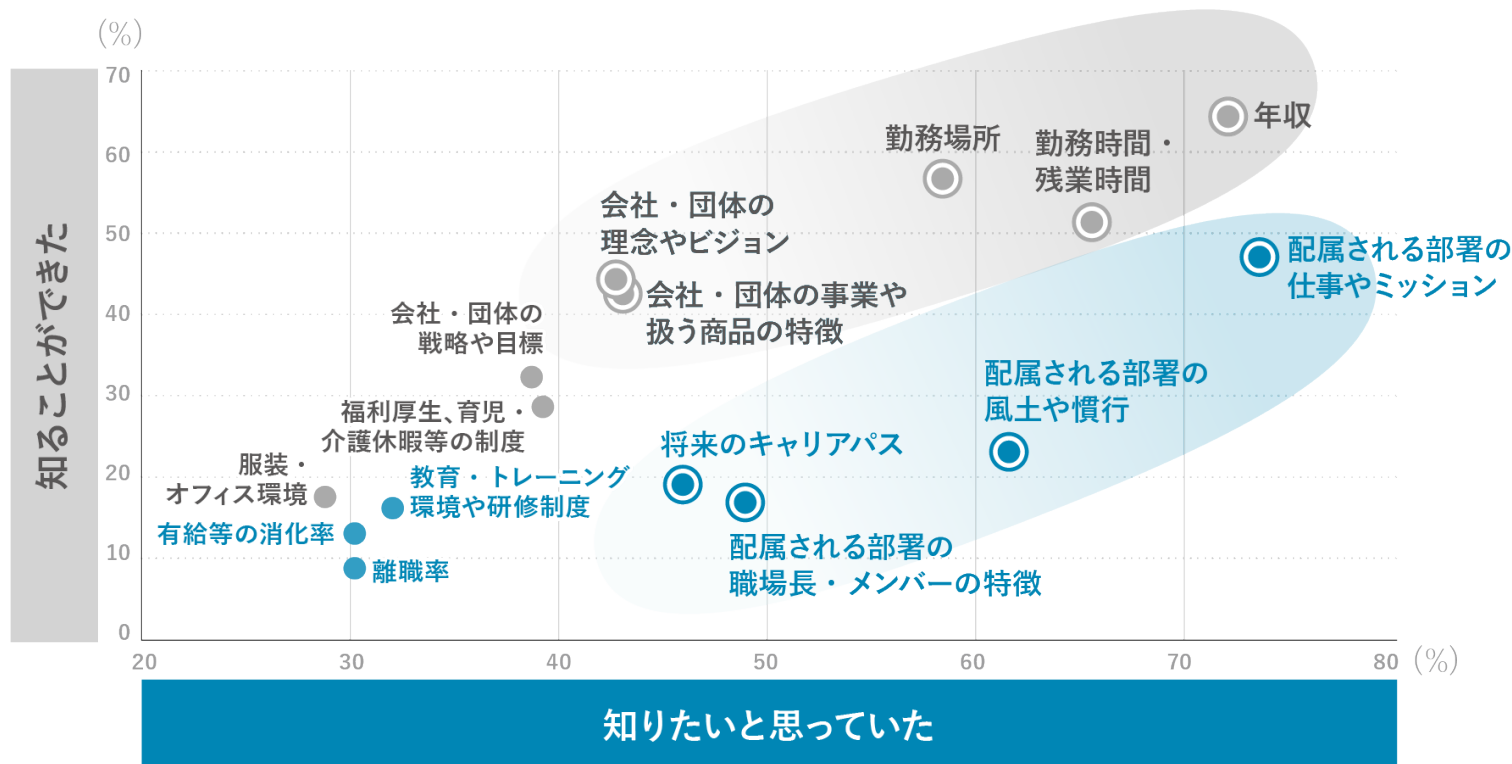 (%)
70
60
50
40
30
20
10
0
知ることができた
年収
勤務場所
勤務時間・
残業時間
会社・団体の
理念やビジョン
配属される部署の
仕事やミッション
会社・団体の事業や
扱う商品の特徴
会社・団体の
戦略や目標
配属される部署の
風土や慣行
福利厚生、育児・
介護休暇等の制度
将来のキャリアパス
服装・
オフィス環境
教育・トレーニング
環境や研修制度
有給等の消化率
配属される部署の
職場長・メンバーの特徴
離職率
20
30
40
50
60
70
80
(%)
知りたいと思っていた